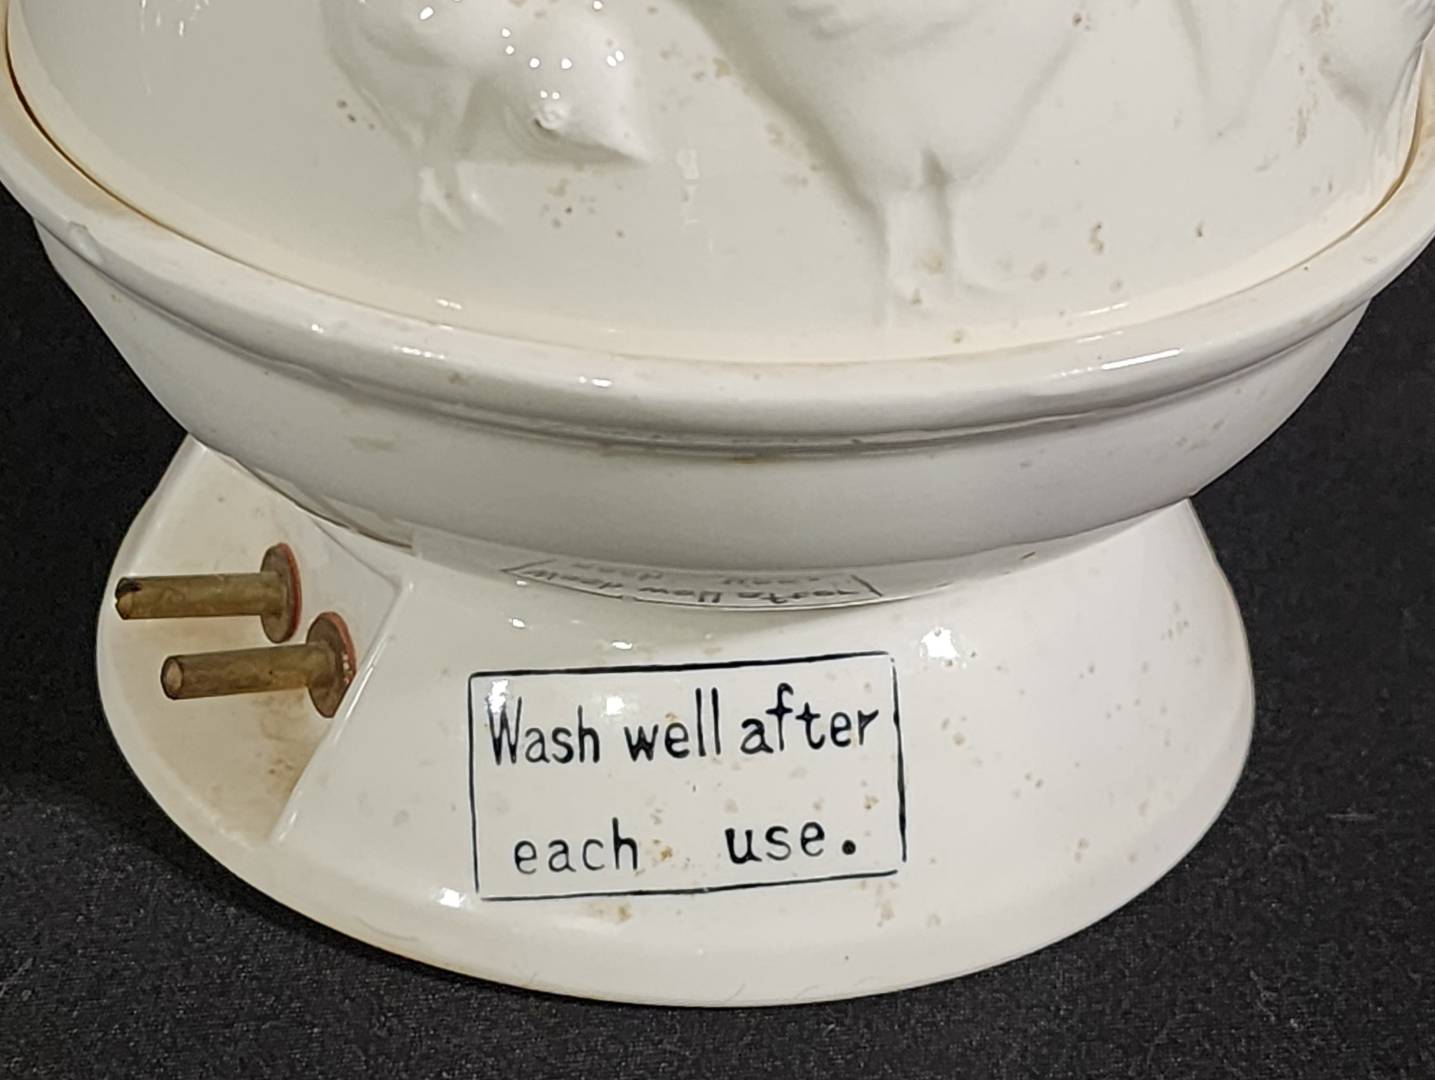 Wash well after
each use.